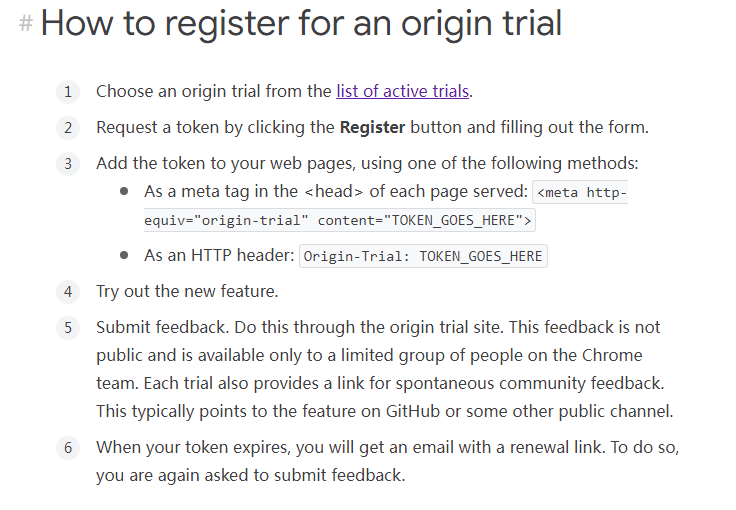 # How to register for an origin trial
1 Choose an origin trial from the list of active trials.
2 Request a token by clicking the Register button and filling out the form.
3 Add the token to your web pages, using one of the following methods:
• As a meta tag in the <head> of each page served: <meta http-
equiv="origin-trial" content="TOKEN_GOES_HERE">
• As an HTTP header: Origin-Trial: TOKEN_GOES_HERE
4 Try out the new feature.
5 Submit feedback. Do this through the origin trial site. This feedback is not
public and is available only to a limited group of people on the Chrome
team. Each trial also provides a link for spontaneous community feedback.
This typically points to the feature on GitHub or some other public channel.
6 When your token expires, you will get an email with a renewal link. To do so,
you are again asked to submit feedback.